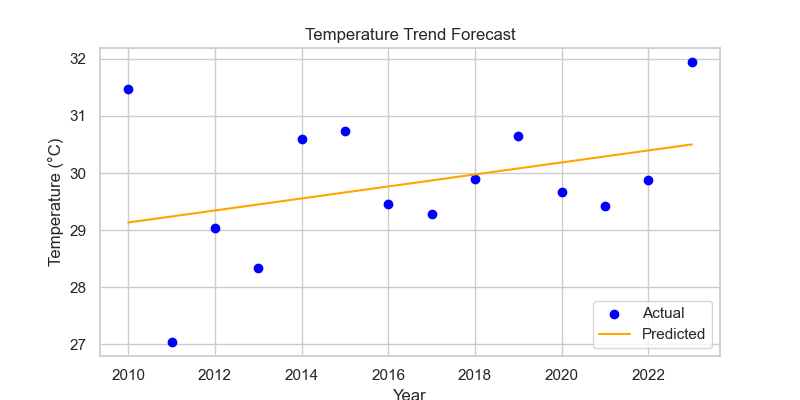 Temperature Trend Forecast
32
31
30
29
28
27
Temperature (°C)
Actual
Predicted
2010 2012 2014 2016 2018 2020 2022
Year